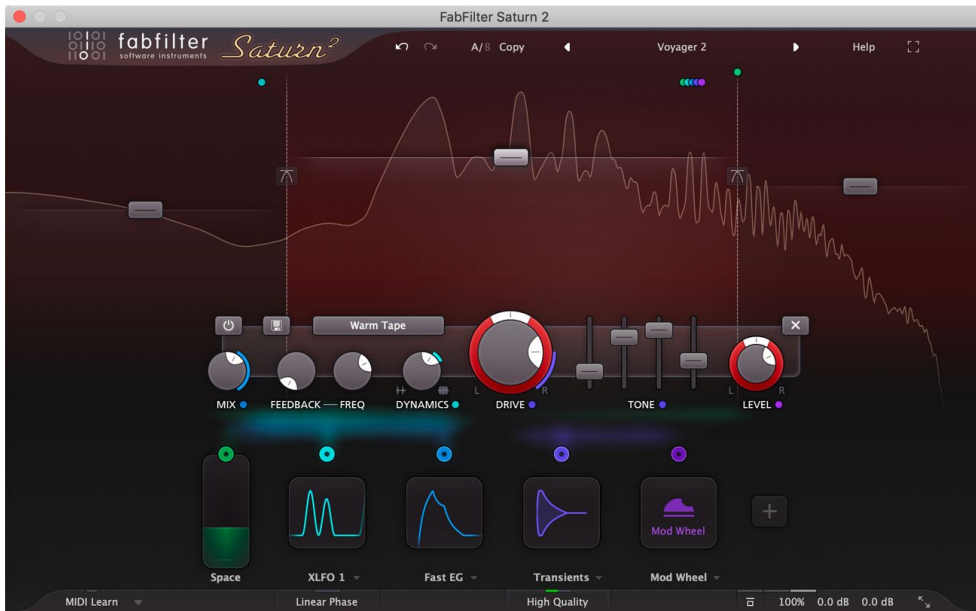 FabFilter Saturn 2
fabfilter
software instruments
Saturn 2
A/B Copy
Voyager 2
Help
Warm Tape
L R
L R
MIX FEEDBACK FREQ DYNAMICS DRIVE TONE LEVEL
Mod Wheel
Space XLFO 1 Fast EG Transients Mod Wheel
MIDI Learn Linear Phase High Quality 100% 0.0 dB 0.0 dB